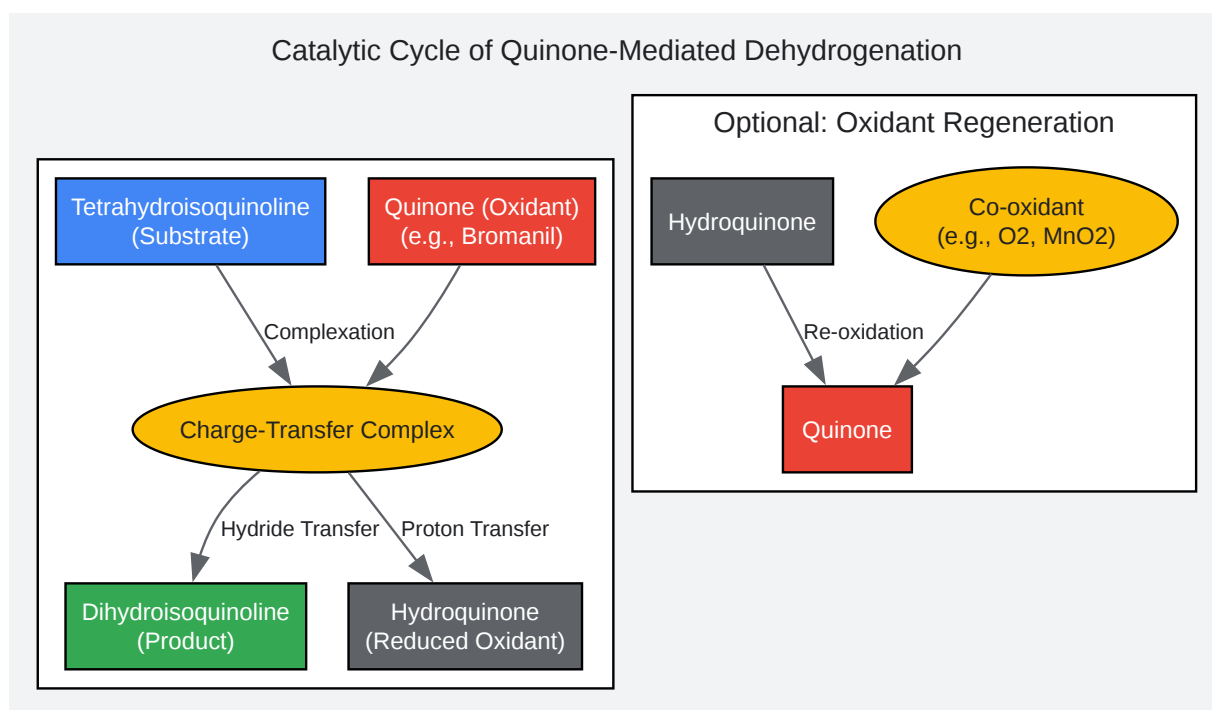 Catalytic Cycle of Quinone-Mediated Dehydrogenation
Tetrahydroisoquinoline
(Substrate)
Quinone (Oxidant)
(e.g., Bromanil)
Complexation
Charge-Transfer Complex
Hydride Transfer
Proton Transfer
Dihydroisoquinoline
(Product)
Hydroquinone
(Reduced Oxidant)
Optional: Oxidant Regeneration
Hydroquinone
Co-oxidant
(e.g., O2, MnO2)
Re-oxidation
Quinone